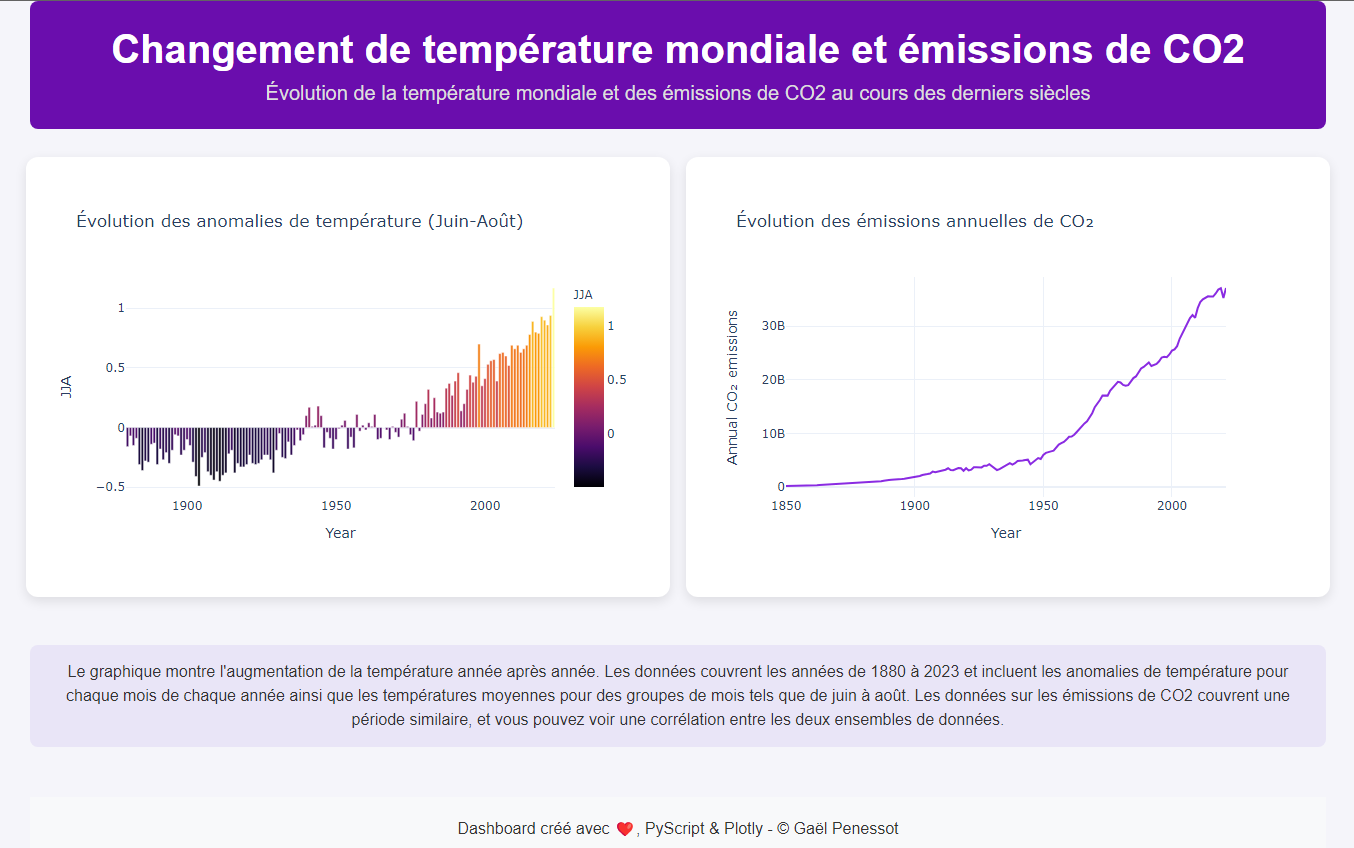 Changement de température mondiale et émissions de CO2
Évolution de la température mondiale et des émissions de CO2 au cours des derniers siècles
Évolution des anomalies de température (Juin-Août)
JJA
1
0.5
0
−0.5
1900
1950
2000
Year
JJA
1
0.5
0
Évolution des émissions annuelles de CO₂
Annual CO₂ emissions
30B
20B
10B
0
1850
1900
1950
2000
Year
Le graphique montre l'augmentation de la température année après année. Les données couvrent les années de 1880 à 2023 et incluent les anomalies de température pour
chaque mois de chaque année ainsi que les températures moyennes pour des groupes de mois tels que de juin à août. Les données sur les émissions de CO2 couvrent une
période similaire, et vous pouvez voir une corrélation entre les deux ensembles de données.
Dashboard créé avec ❤️, PyScript & Plotly - © Gaël Penessot